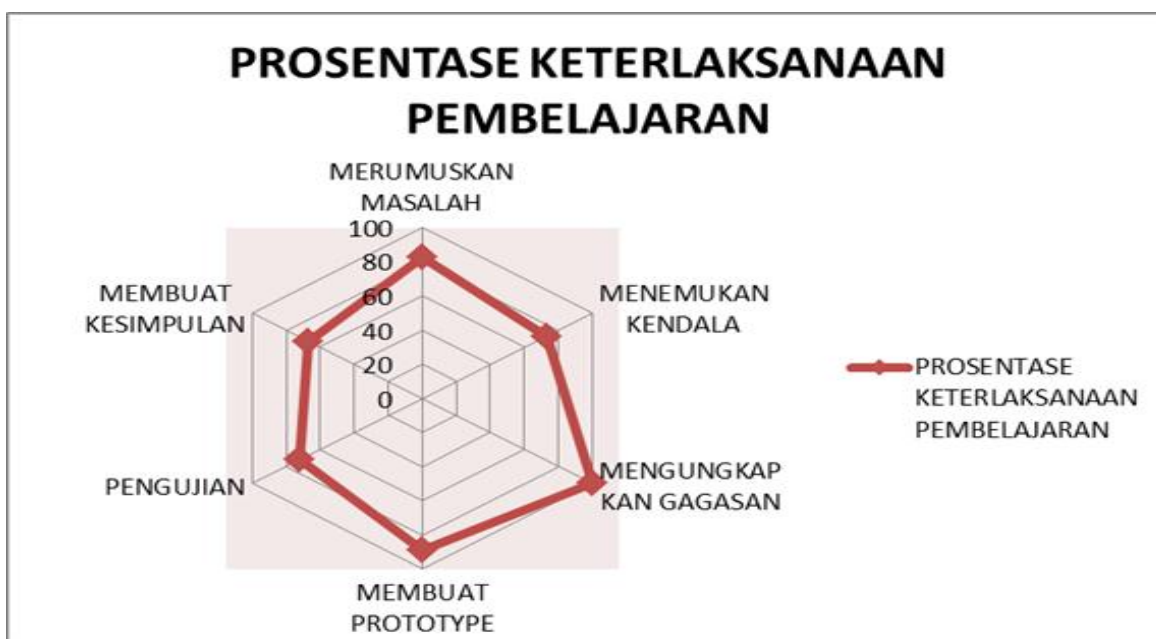 PROSENTASE KETERLAKSANAAN
PEMBELAJARAN
MERUMUSKAN
MASALAH
100
80
60
40
20
0
MENEMUKAN
KENDALA
MENGUNGKAP
KAN GAGASAN
MEMBUAT
PROTOTYPE
PENGUJIAN
MEMBUAT
KESIMPULAN
PROSENTASE
KETERLAKSANAAN
PEMBELAJARAN